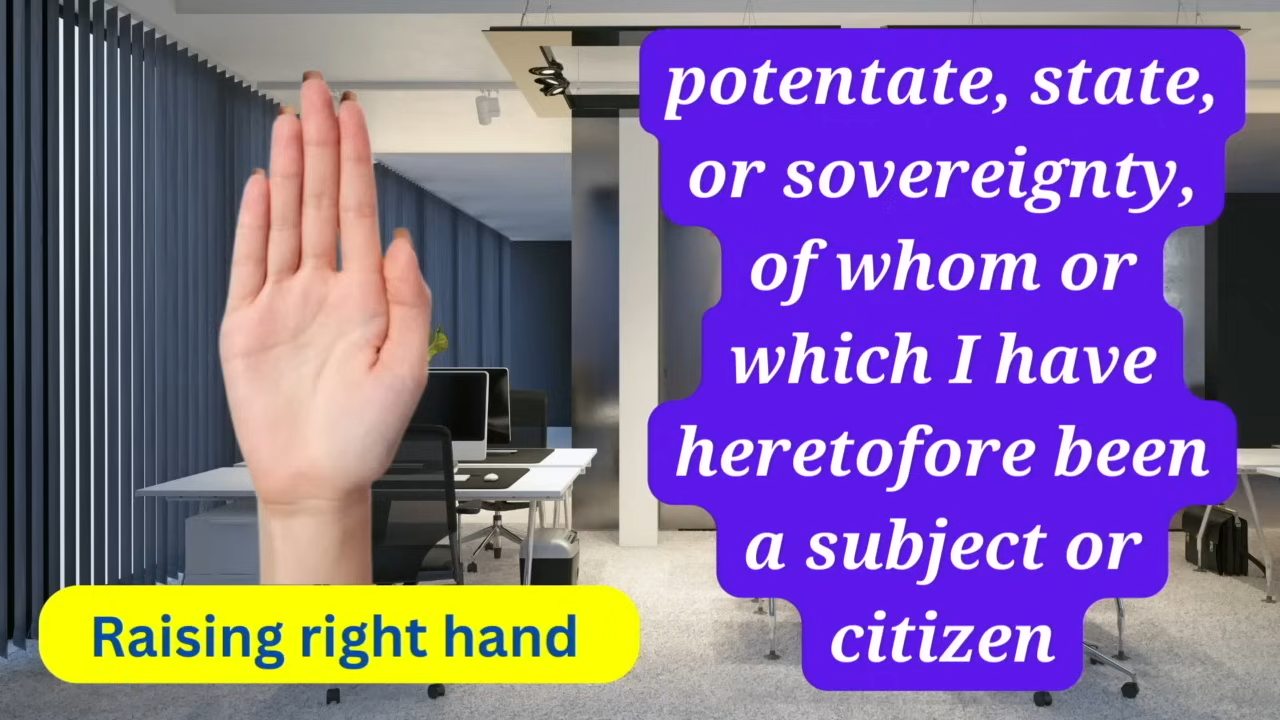 potentate, state,
or sovereignty,
of whom or
which I have
heretofore been
a subject or
citizen
Raising right hand